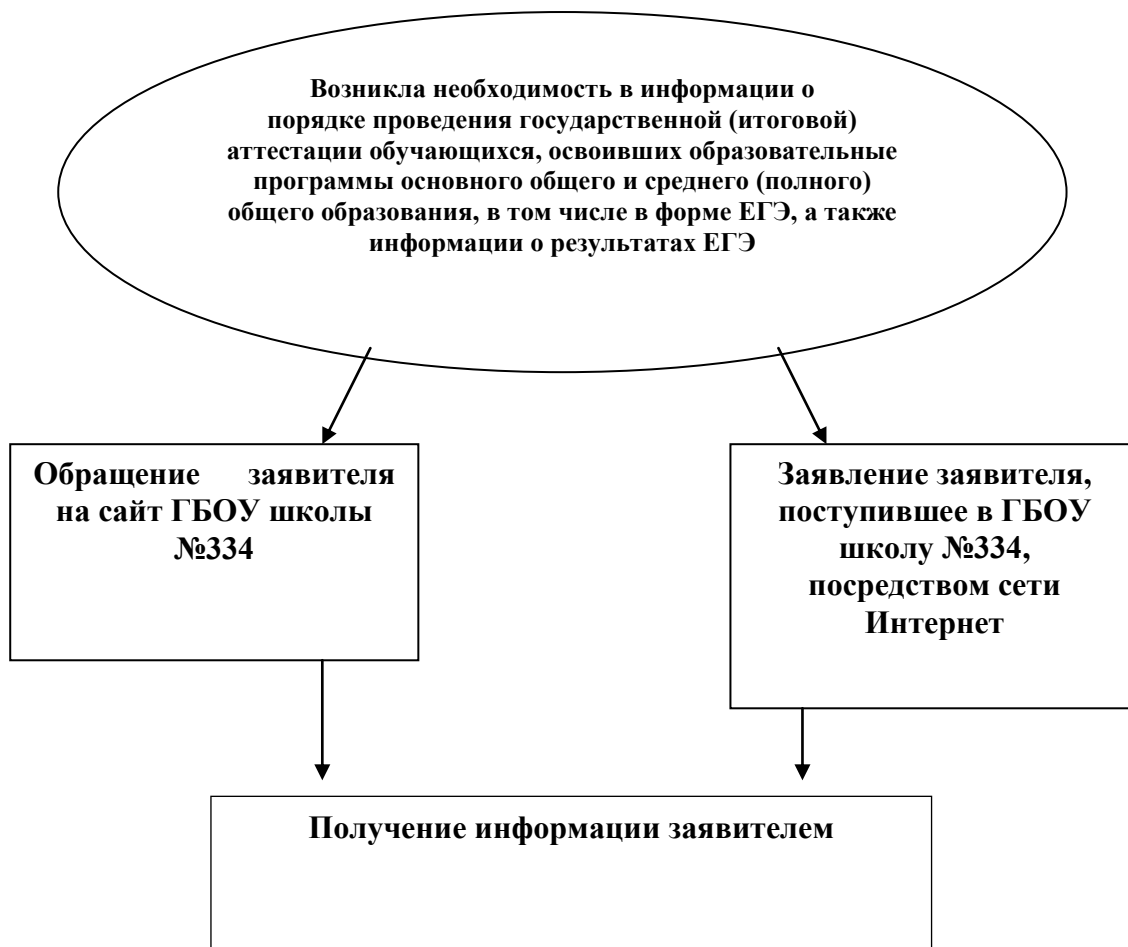 Возникла необходимость в информации о
порядке проведения государственной (итоговой)
аттестации обучающихся, освоивших образовательные
программы основного общего и среднего (полного)
общего образования, в том числе в форме ЕГЭ, а также
информации о результатах ЕГЭ
Обращение заявителя
на сайт ГБОУ школы
№334
Заявление заявителя,
поступившее в ГБОУ
школу №334,
посредством сети
Интернет
Получение информации заявителем